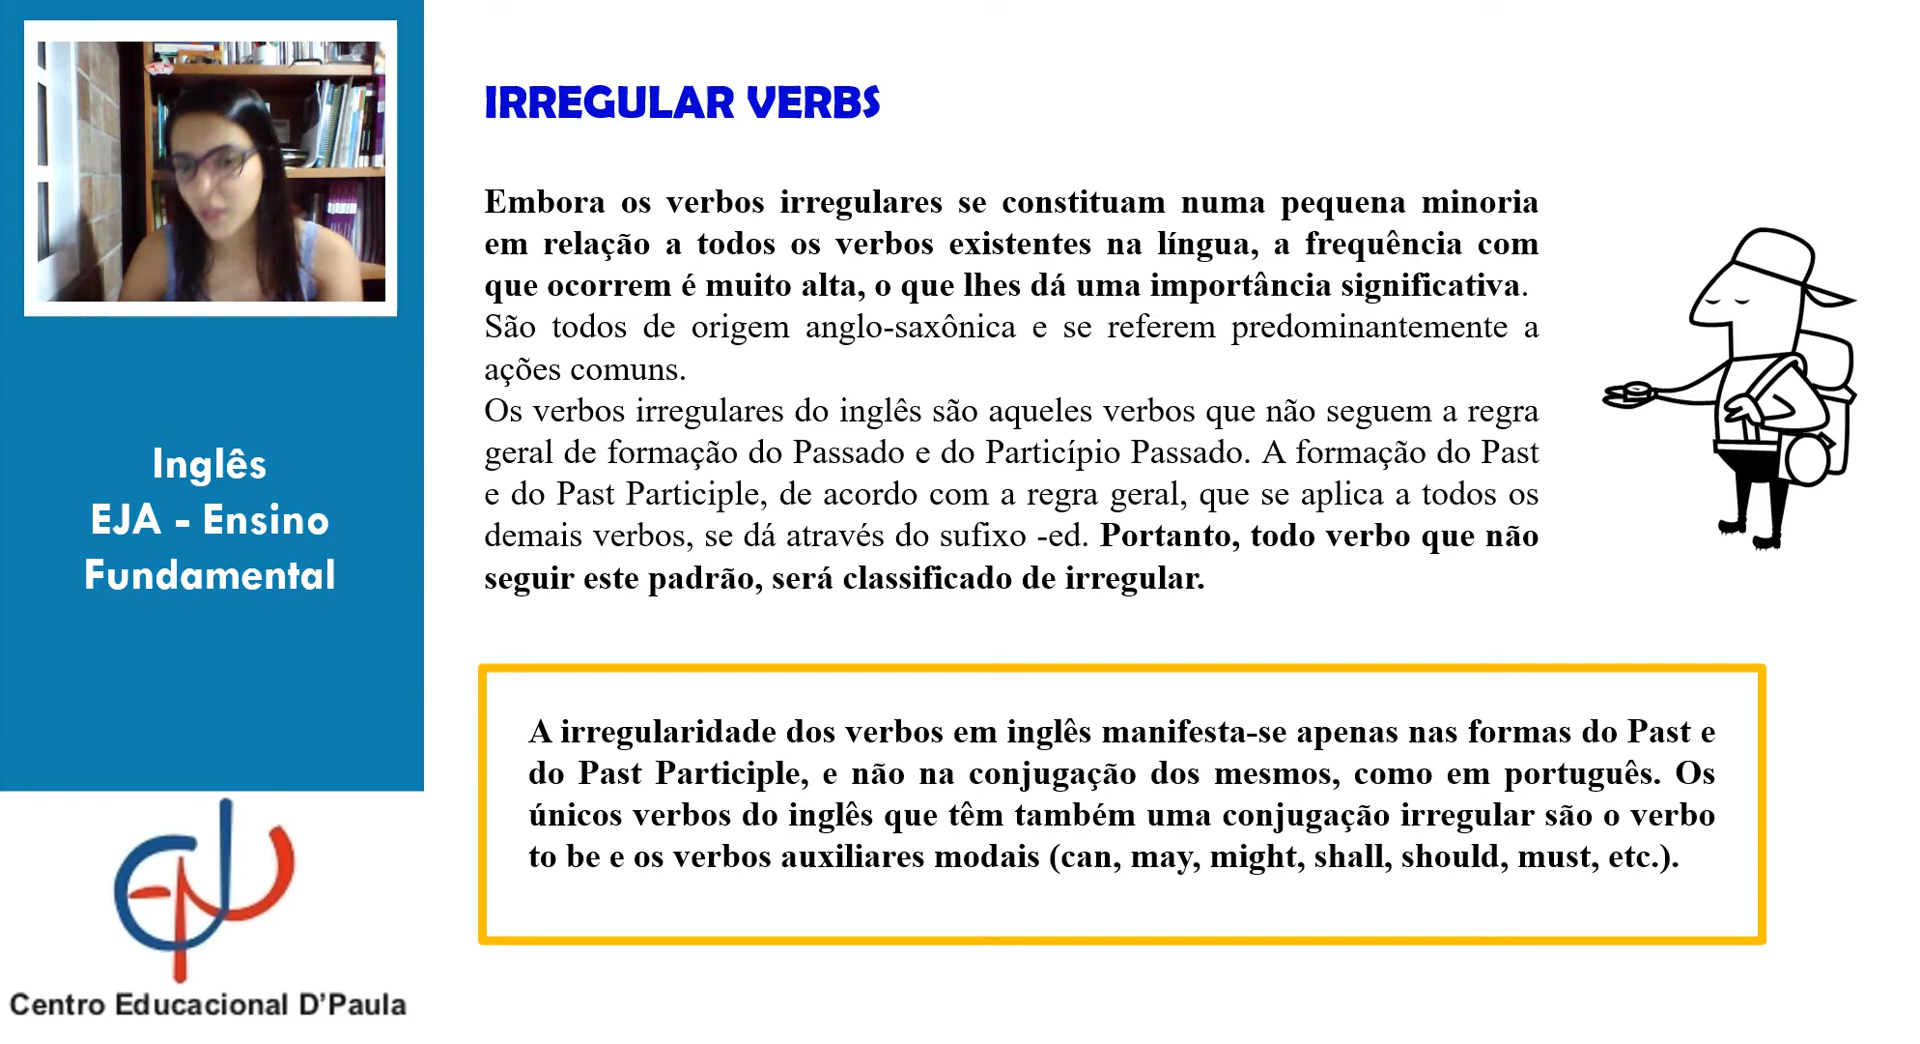 IRREGULAR VERBS
Embora os verbos irregulares se constituam numa pequena minoria
em relação a todos os verbos existentes na língua, a frequência com
que ocorrem é muito alta, o que lhes dá uma importância significativa.
São todos de origem anglo-saxônica e se referem predominantemente a
ações comuns.
Os verbos irregulares do inglês são aqueles verbos que não seguem a regra
geral de formação do Passado e do Particípio Passado. A formação do Past
e do Past Participle, de acordo com a regra geral, que se aplica a todos os
demais verbos, se dá através do sufixo -ed. Portanto, todo verbo que não
seguir este padrão, será classificado de irregular.
A irregularidade dos verbos em inglês manifesta-se apenas nas formas do Past e
do Past Participle, e não na conjugação dos mesmos, como em português. Os
únicos verbos do inglês que têm também uma conjugação irregular são o verbo
to be e os verbos auxiliares modais (can, may, might, shall, should, must, etc.).
Inglês
EJA - Ensino
Fundamental
Centro Educacional D'Paula